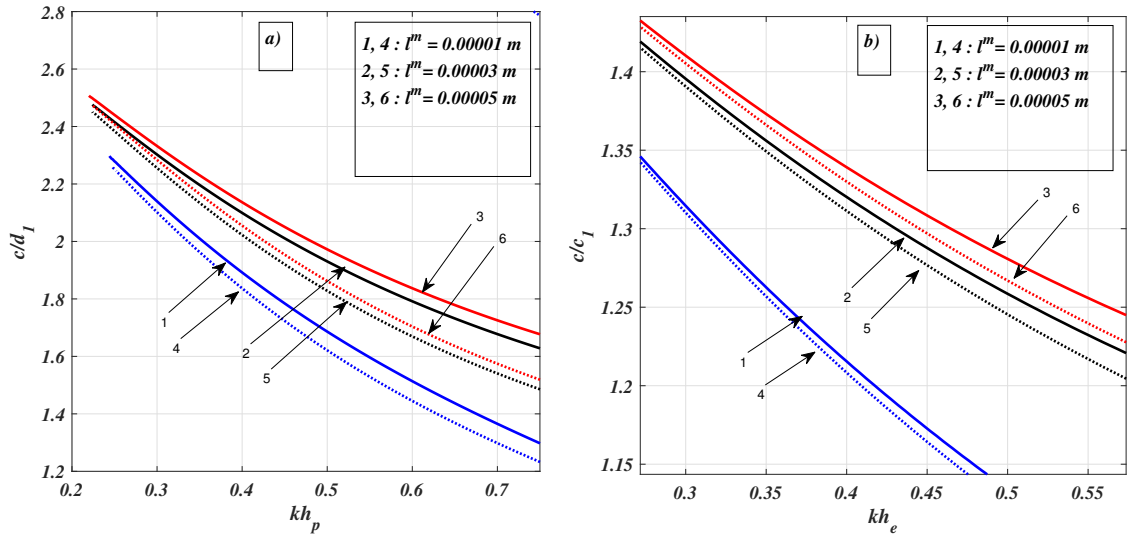 a)
1, 4 : l^m = 0.00001 m
2, 5 : l^m = 0.00003 m
3, 6 : l^m = 0.00005 m
2.8
2.6
2.4
2.2
2
1.8
1.6
1.4
1.2
c/d_1
3
6
1
4
2
5
0.2 0.3 0.4 0.5 0.6 0.7
kh_p
b)
1, 4 : l^m = 0.00001 m
2, 5 : l^m = 0.00003 m
3, 6 : l^m = 0.00005 m
1.4
1.35
1.3
1.25
1.2
1.15
c/c_1
3
6
2
5
1
4
0.3 0.35 0.4 0.45 0.5 0.55
kh_e